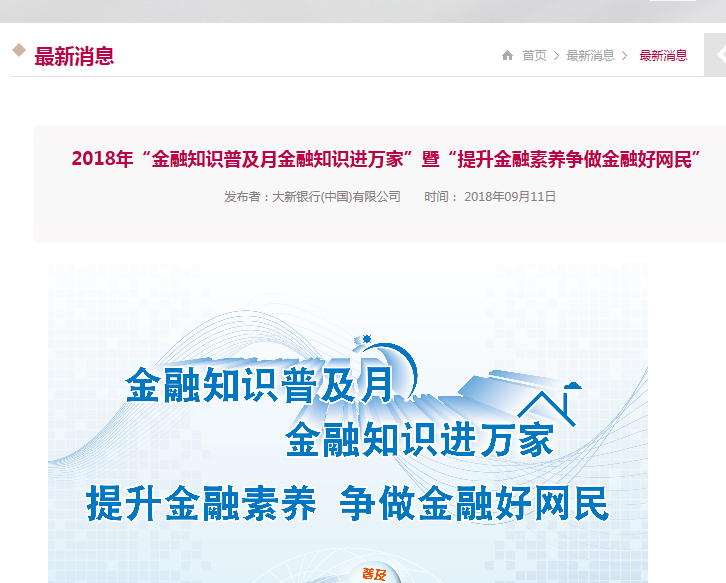 最新消息
首页 > 最新消息 > 最新消息
2018年“金融知识普及月金融知识进万家”暨“提升金融素养争做金融好网民”
发布者：大新银行(中国)有限公司 时间： 2018年09月11日
金融知识普及月
金融知识进万家
提升金融素养 争做金融好网民
普及